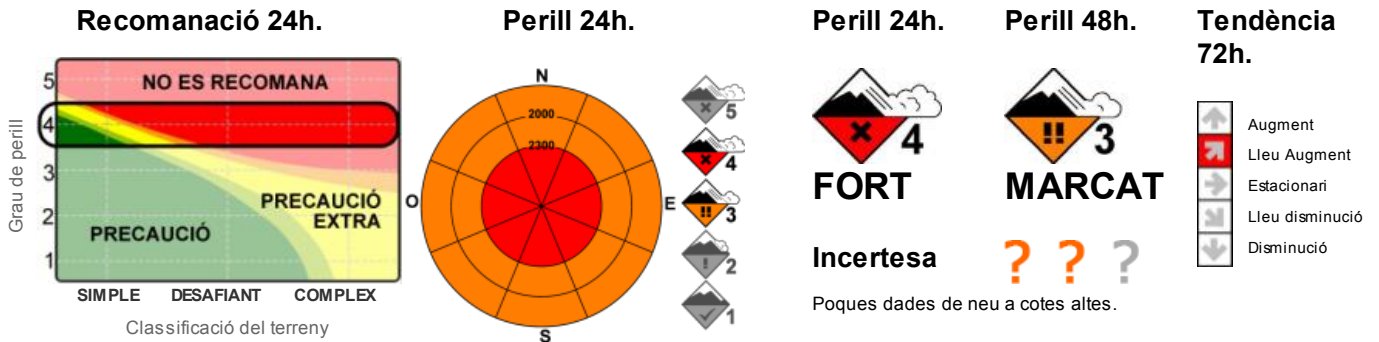 Recomanació 24h.
Grau de perill
5
4
3
2
1
NO ES RECOMANA
PRECAUCIÓ
EXTRA
PRECAUCIÓ
SIMPLE DESAFIANT COMPLEX
Classificació del terreny
Perill 24h.
N
2000
2300
O
E
S
5
4
3
2
1
Perill 24h.
4
FORT
Perill 48h.
3
MARCAT
Incertesa ? ? ?
Poques dades de neu a cotes altes.
Tendència
72h.
Augment
Lleu Augment
Estacionari
Lleu disminució
Disminució